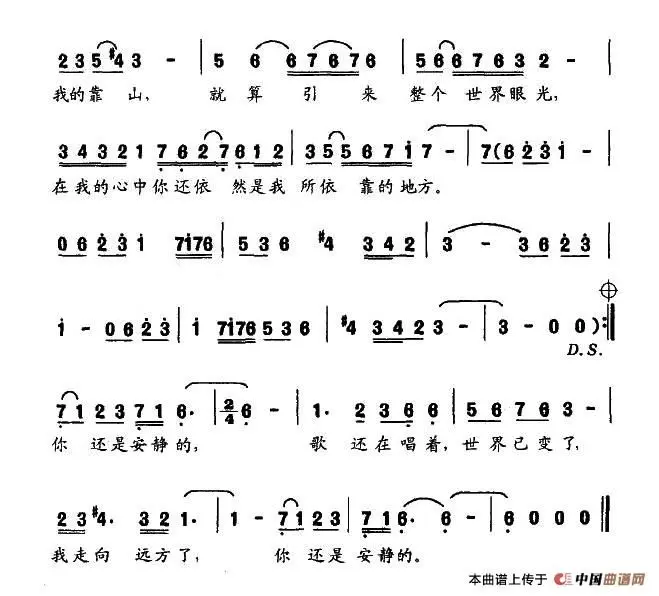 2 3 5 #4 3 - | 5 6 6 7 6 7 6 | 5 6 6 7 6 3 2 - |
我的靠山, 就算引来 整个世界眼光,
3 4 3 2 1 7 6 2 7 6 1 2 | 3 5 5 6 7 i 7 - | 7 (6 2 3 i - |
在我的心中你还依然是我所依靠的地方。
0 6 2 3 i 7 i 7 6 | 5 3 6 #4 3 4 2 | 3 - 3 6 2 3 |
i - 0 6 2 3 | i 7 i 7 6 5 3 6 | #4 3 4 2 3 - | 3 - 0 0 ) :||
D.S.
7 1 2 3 7 1 6. | 2/4 6 - | 1. 2 3 6 6 | 5 6 7 6 3 - |
你还是安静的, 歌还在唱着, 世界已变了,
2 3 #4. 3 2 1. | 1 - 7 1 2 3 | 7 1 6. 6 - | 6 0 0 0 ||
我走向远方了, 你还是安静的。
本曲谱上传于 中国曲谱网